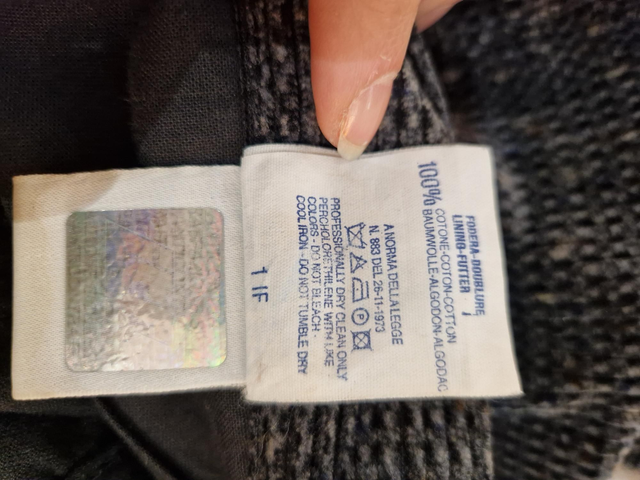 FODERA-DOUBLURE
LINING-FUTTER
100% COTONE-COTON-COTTON
BAUMWOLLE-ALGODON-ALGODAO
A NORMA DELLA LEGGE
N. 883 DEL 26-11-1973
PROFESSIONALLY DRY CLEAN ONLY
PERCHLORETHILENE WITH LIKE
COLORS - DO NOT BLEACH -
COOL IRON - DO NOT TUMBLE DRY
1 IF